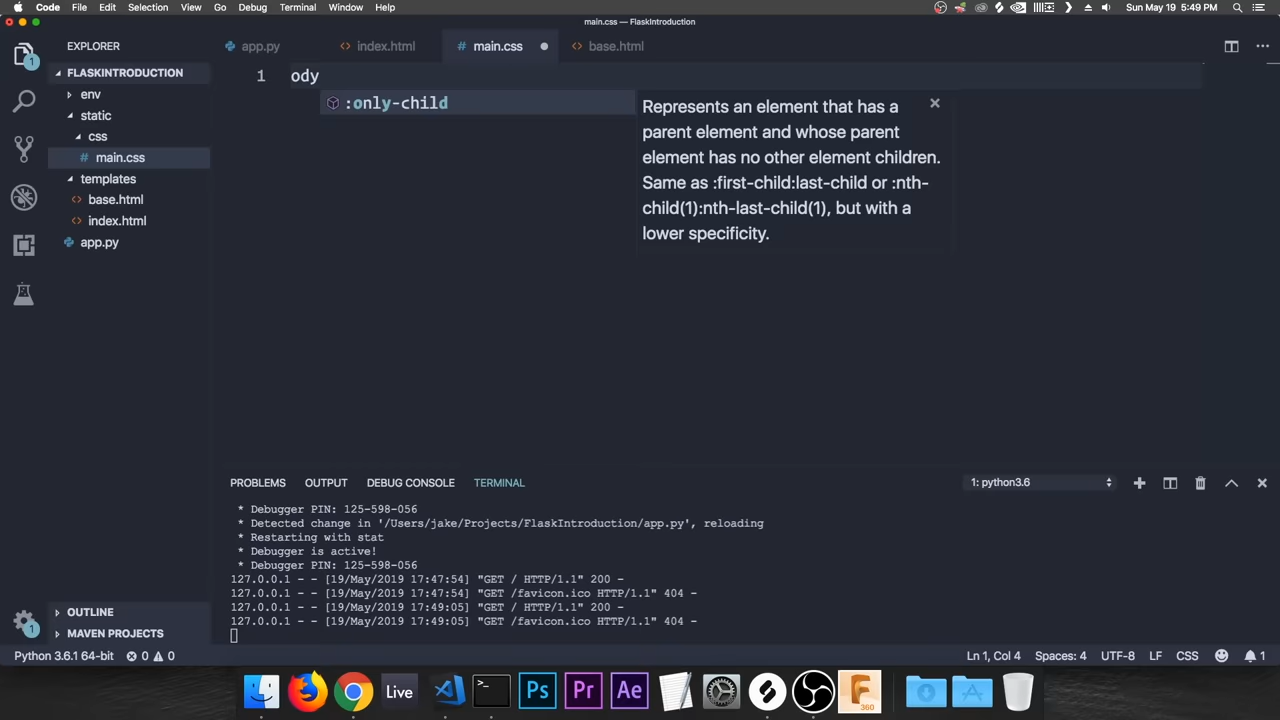 Code File Edit Selection View Go Debug Terminal Window Help
Sun May 19 5:49 PM
main.css — FlaskIntroduction
EXPLORER
app.py
index.html
main.css
base.html
FLASKINTRODUCTION
env
static
css
main.css
templates
base.html
index.html
app.py
1
ody
:only-child
Represents an element that has a
parent element and whose parent
element has no other element children.
Same as :first-child:last-child or :nth-
child(1):nth-last-child(1), but with a
lower specificity.
PROBLEMS OUTPUT DEBUG CONSOLE TERMINAL
1: python3.6
* Debugger PIN: 125-598-056
* Detected change in '/Users/jake/Projects/FlaskIntroduction/app.py', reloading
* Restarting with stat
* Debugger is active!
* Debugger PIN: 125-598-056
127.0.0.1 - - [19/May/2019 17:47:54] "GET / HTTP/1.1" 200 -
127.0.0.1 - - [19/May/2019 17:47:54] "GET /favicon.ico HTTP/1.1" 404 -
127.0.0.1 - - [19/May/2019 17:49:05] "GET / HTTP/1.1" 200 -
127.0.0.1 - - [19/May/2019 17:49:05] "GET /favicon.ico HTTP/1.1" 404 -
OUTLINE
MAVEN PROJECTS
1
1
Python 3.6.1 64-bit 0 0
Ln 1, Col 4 Spaces: 4 UTF-8 LF CSS 1
Live
>_
Ps
Pr
Ae
F
360